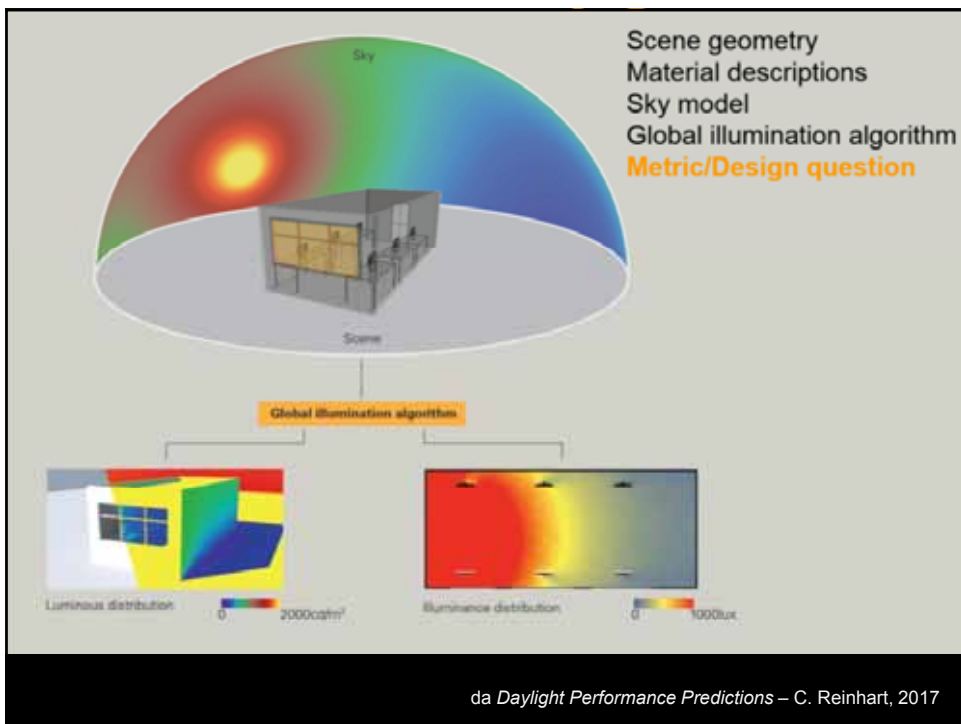 Sky
Scene geometry
Material descriptions
Sky model
Global illumination algorithm
Metric/Design question
Scene
Global illumination algorithm
Luminous distribution
0
2000cd/m²
Illuminance distribution
0
1000lux
da Daylight Performance Predictions – C. Reinhart, 2017